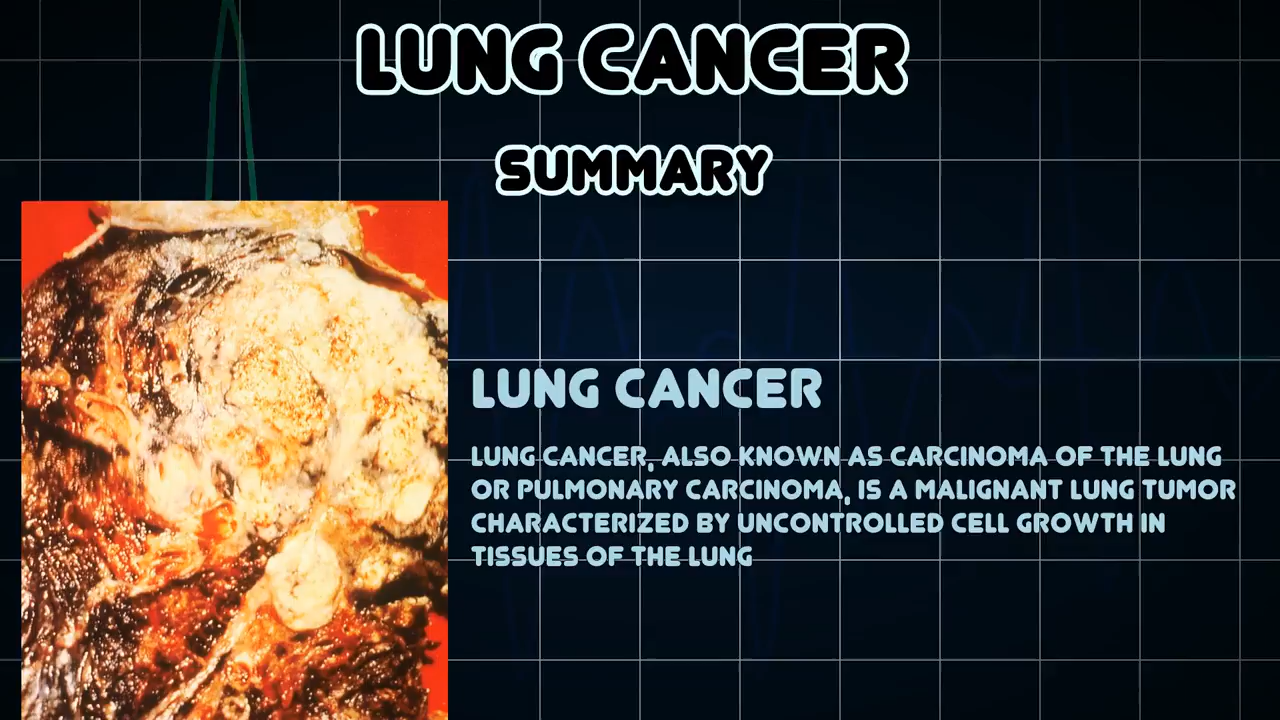 LUNG CANCER
SUMMARY
LUNG CANCER
LUNG CANCER, ALSO KNOWN AS CARCINOMA OF THE LUNG
OR PULMONARY CARCINOMA, IS A MALIGNANT LUNG TUMOR
CHARACTERIZED BY UNCONTROLLED CELL GROWTH IN
TISSUES OF THE LUNG